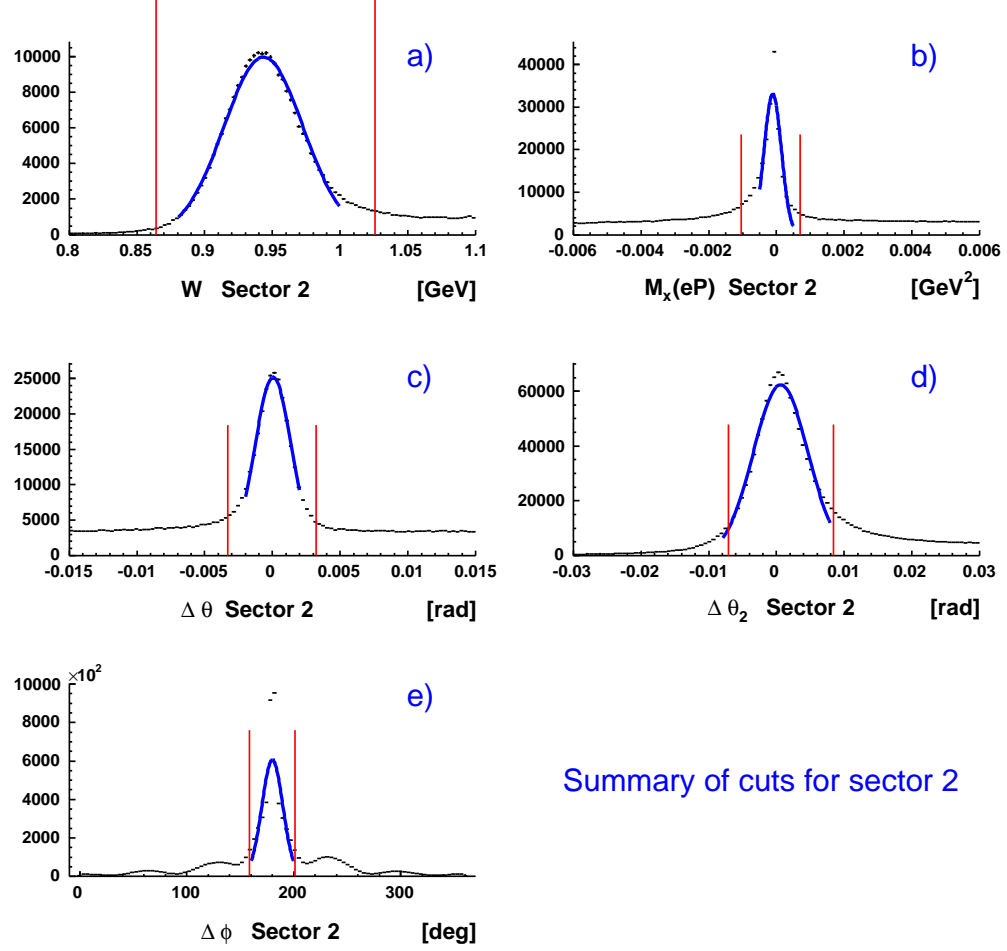 a)
10000
8000
6000
4000
2000
0
0.8 0.85 0.9 0.95 1 1.05 1.1
W Sector 2 [GeV]
b)
40000
30000
20000
10000
0
-0.006 -0.004 -0.002 0 0.002 0.004 0.006
Mₓ(eP) Sector 2 [GeV²]
c)
25000
20000
15000
10000
5000
0
-0.015 -0.01 -0.005 0 0.005 0.01 0.015
Δ θ Sector 2 [rad]
d)
60000
40000
20000
0
-0.03 -0.02 -0.01 0 0.01 0.02 0.03
Δ θ₂ Sector 2 [rad]
×10²
e)
10000
8000
6000
4000
2000
0
0 100 200 300
Δ ϕ Sector 2 [deg]
Summary of cuts for sector 2